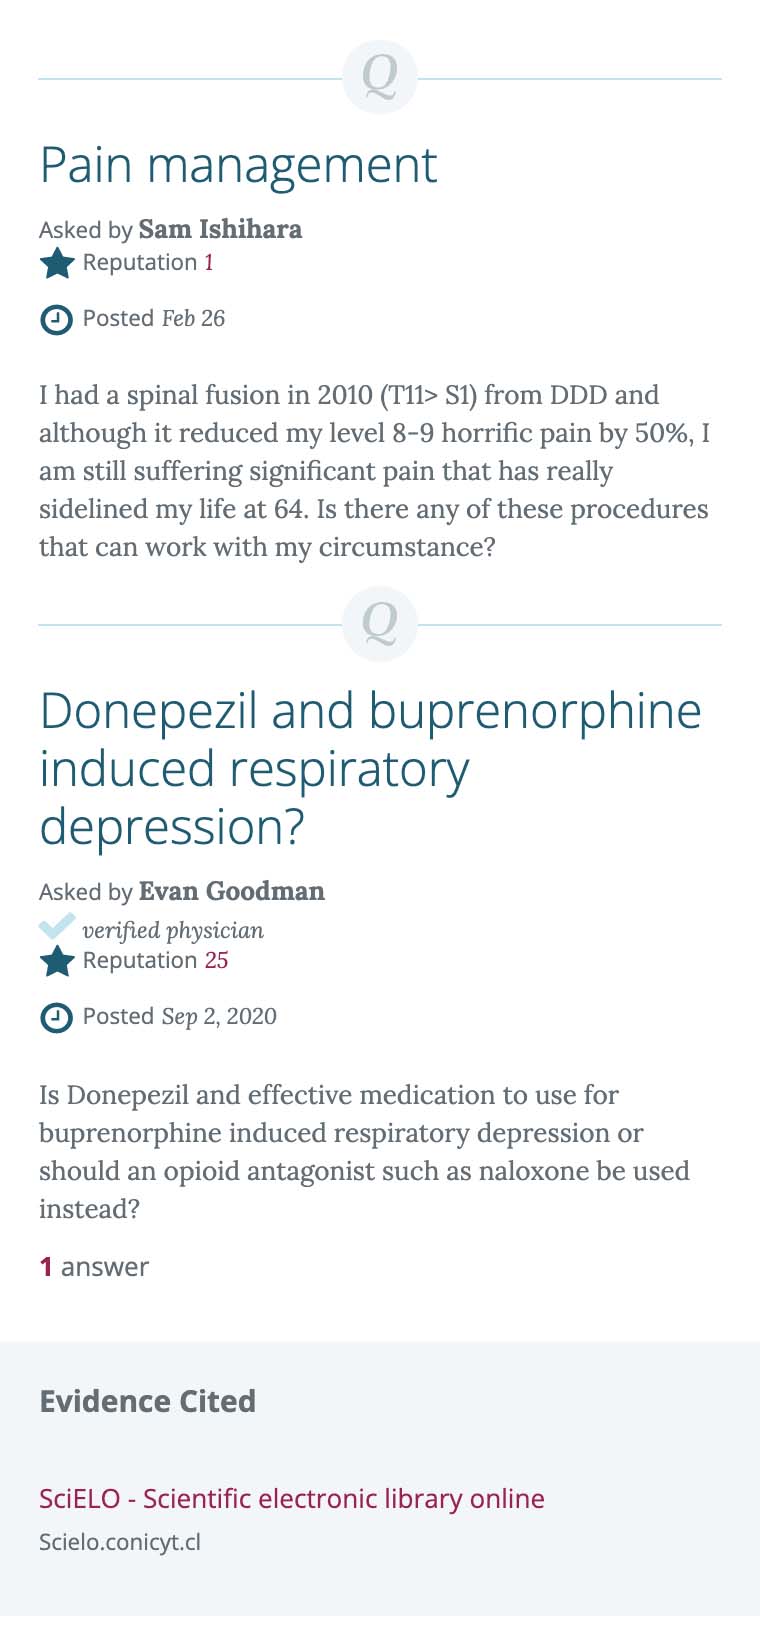 Q
Pain management
Asked by Sam Ishihara
Reputation 1
Posted Feb 26
I had a spinal fusion in 2010 (T11> S1) from DDD and
although it reduced my level 8-9 horrific pain by 50%, I
am still suffering significant pain that has really
sidelined my life at 64. Is there any of these procedures
that can work with my circumstance?
Q
Donepezil and buprenorphine
induced respiratory
depression?
Asked by Evan Goodman
verified physician
Reputation 25
Posted Sep 2, 2020
Is Donepezil and effective medication to use for
buprenorphine induced respiratory depression or
should an opioid antagonist such as naloxone be used
instead?
1 answer
Evidence Cited
SciELO - Scientific electronic library online
Scielo.conicyt.cl